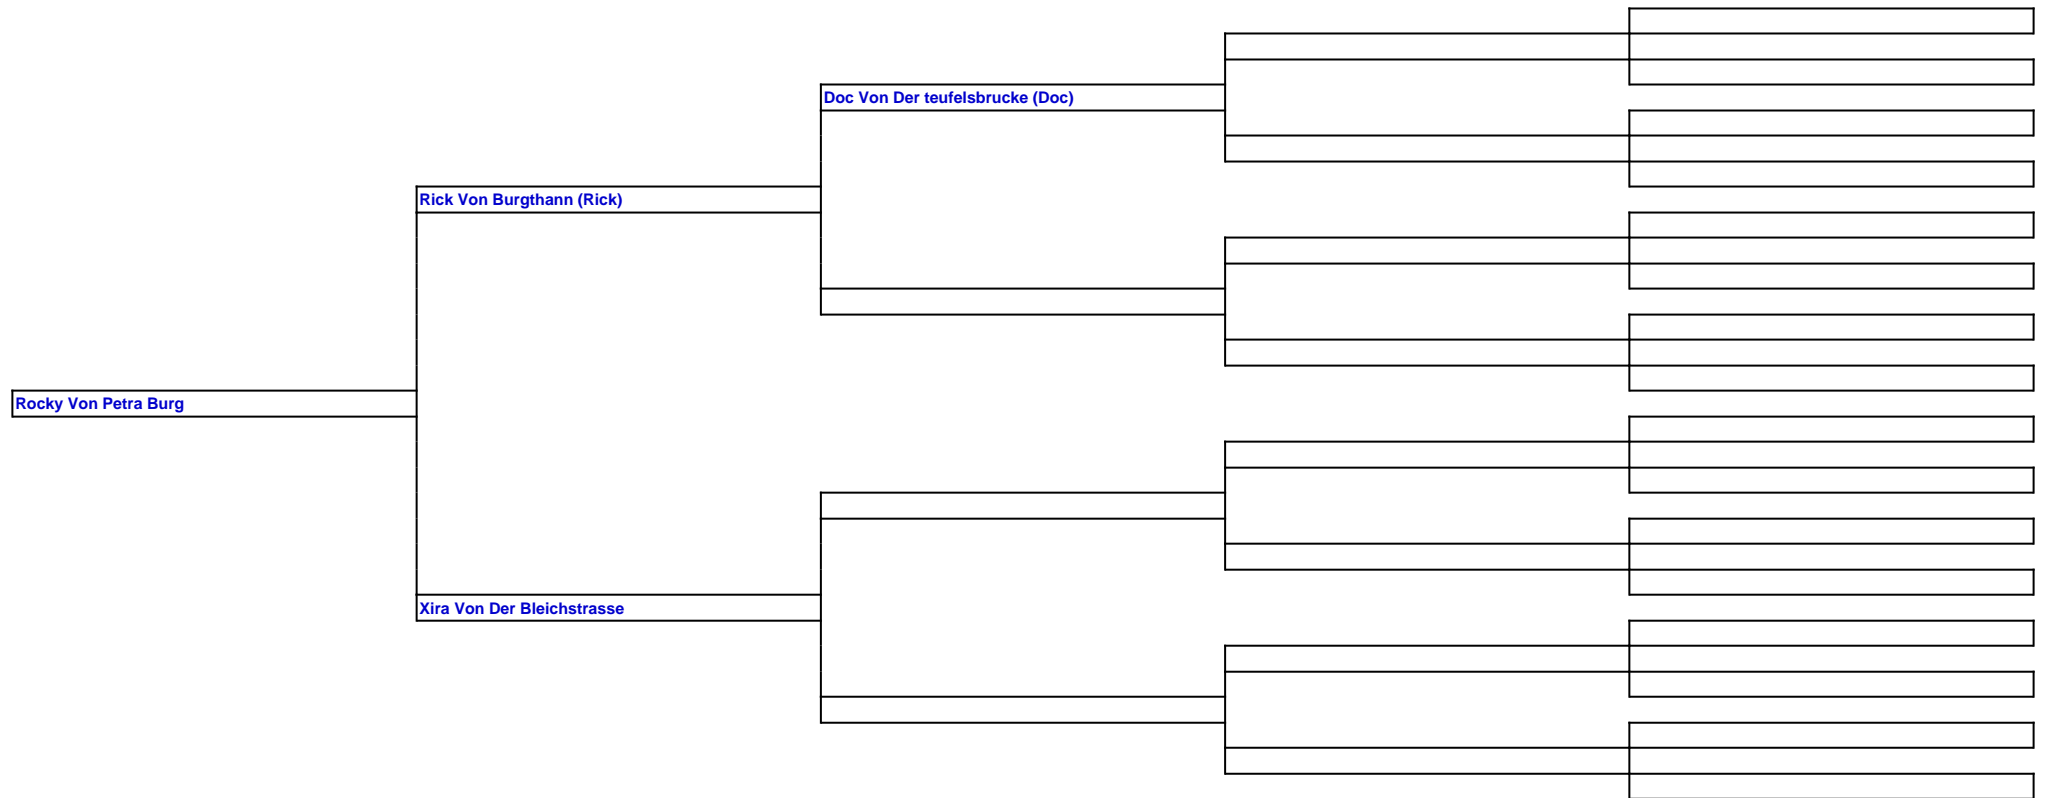 Doc Von Der teufelsbrucke (Doc)
Rick Von Burgthann (Rick)
Rocky Von Petra Burg
Xira Von Der Bleichstrasse